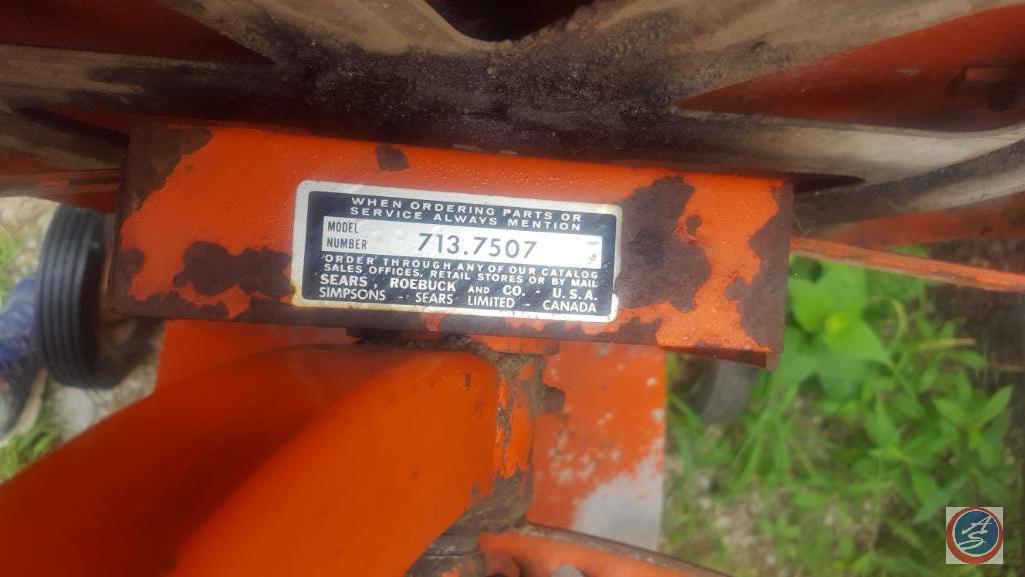 WHEN ORDERING PARTS OR
SERVICE ALWAYS MENTION
MODEL
NUMBER 713.7507
ORDER THROUGH ANY OF OUR CATALOG
SALES OFFICES, RETAIL STORES OR BY MAIL
SEARS, ROEBUCK AND CO. - U.S.A.
SIMPSONS - SEARS LIMITED - CANADA
AS